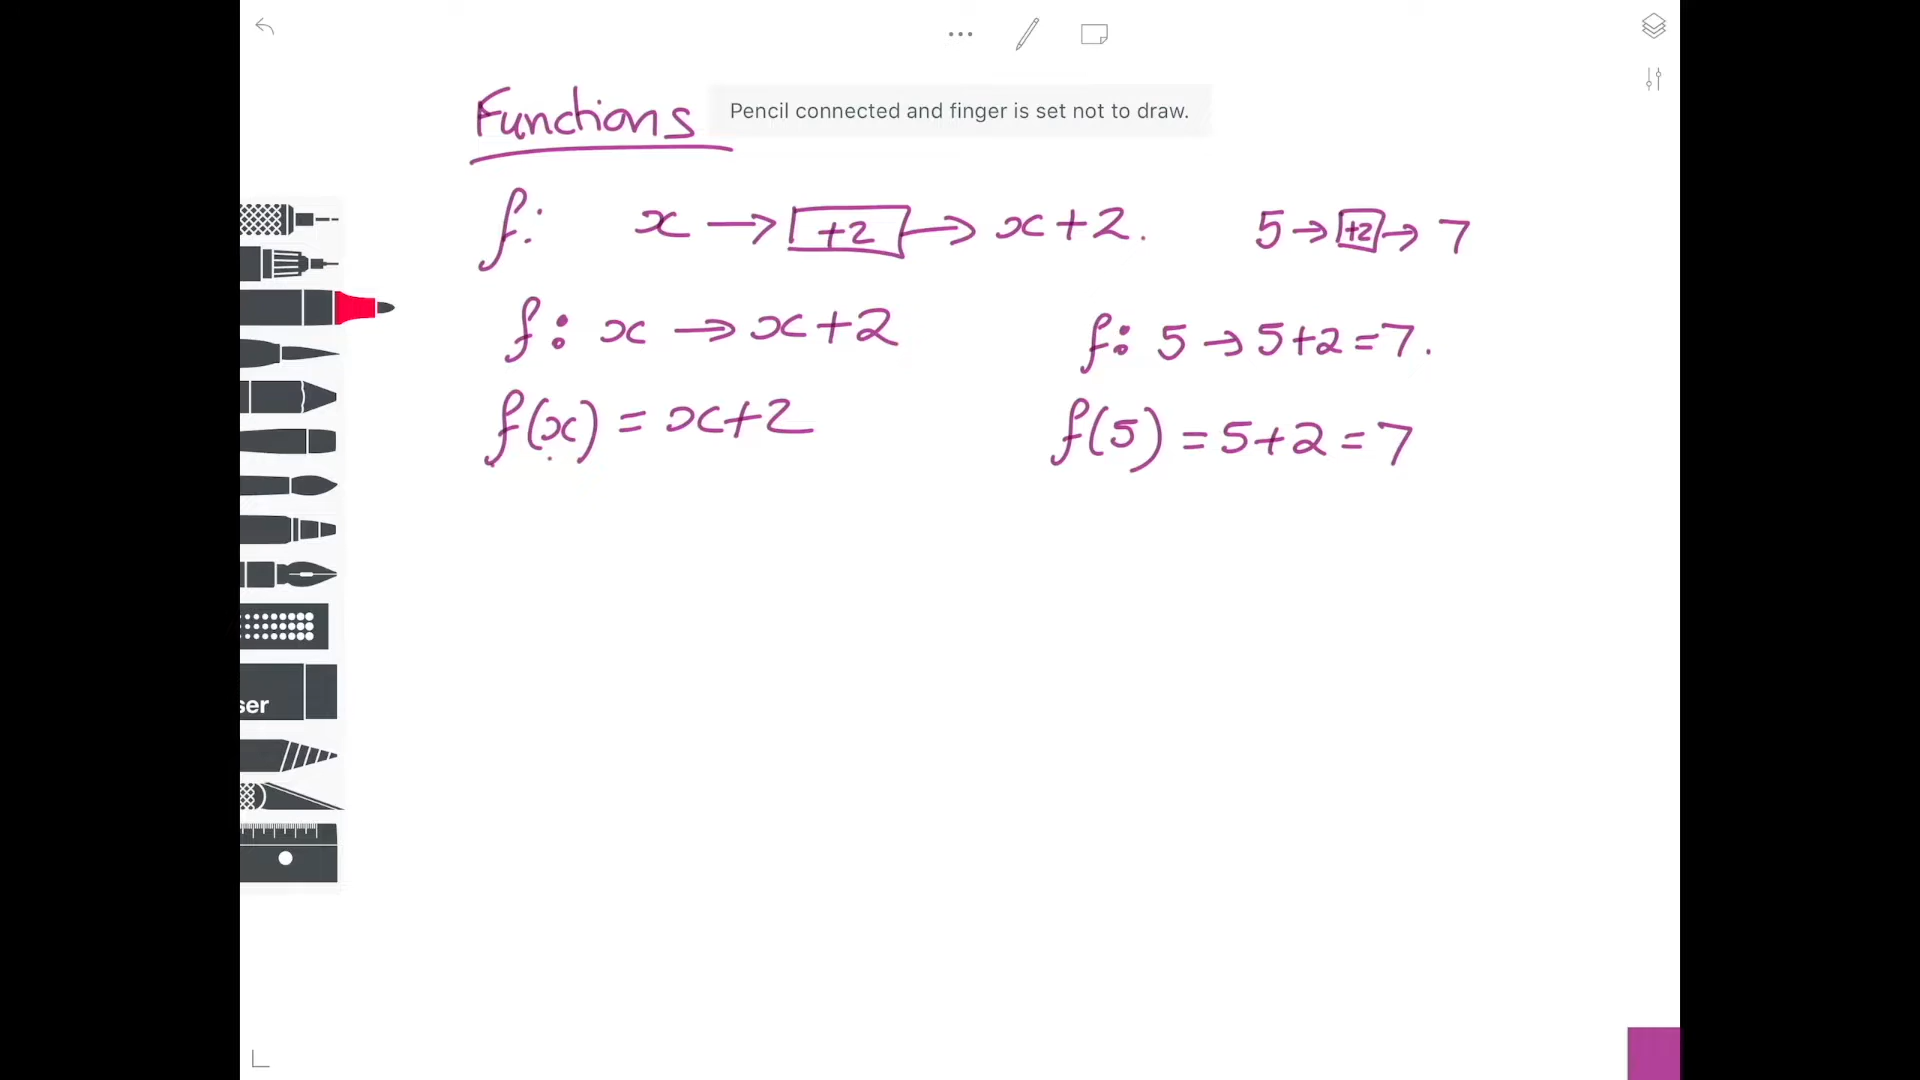 Functions
Pencil connected and finger is set not to draw.
f: x → +2 → x+2. 5 → +2 → 7
f: x → x+2 f: 5 → 5+2=7.
f(x) = x+2 f(5) = 5+2=7
ser